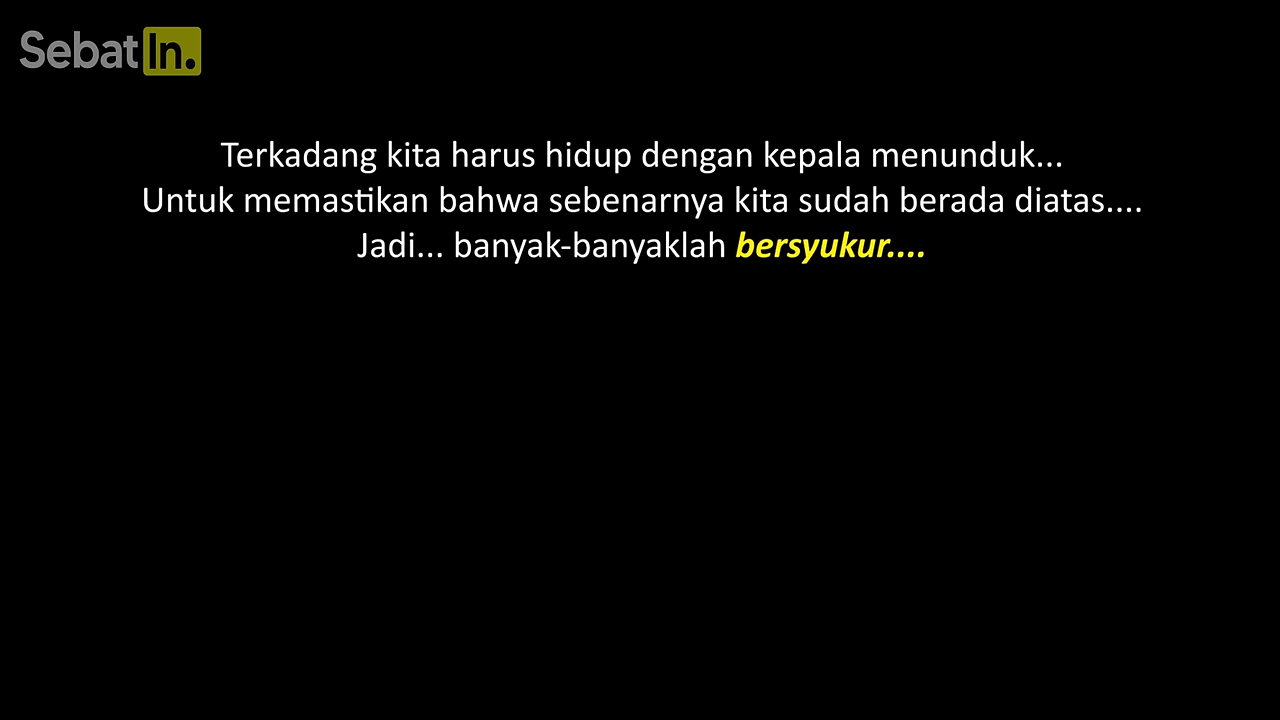 SebatIn.
Terkadang kita harus hidup dengan kepala menunduk...
Untuk memastikan bahwa sebenarnya kita sudah berada diatas....
Jadi... banyak-banyaklah bersyukur....